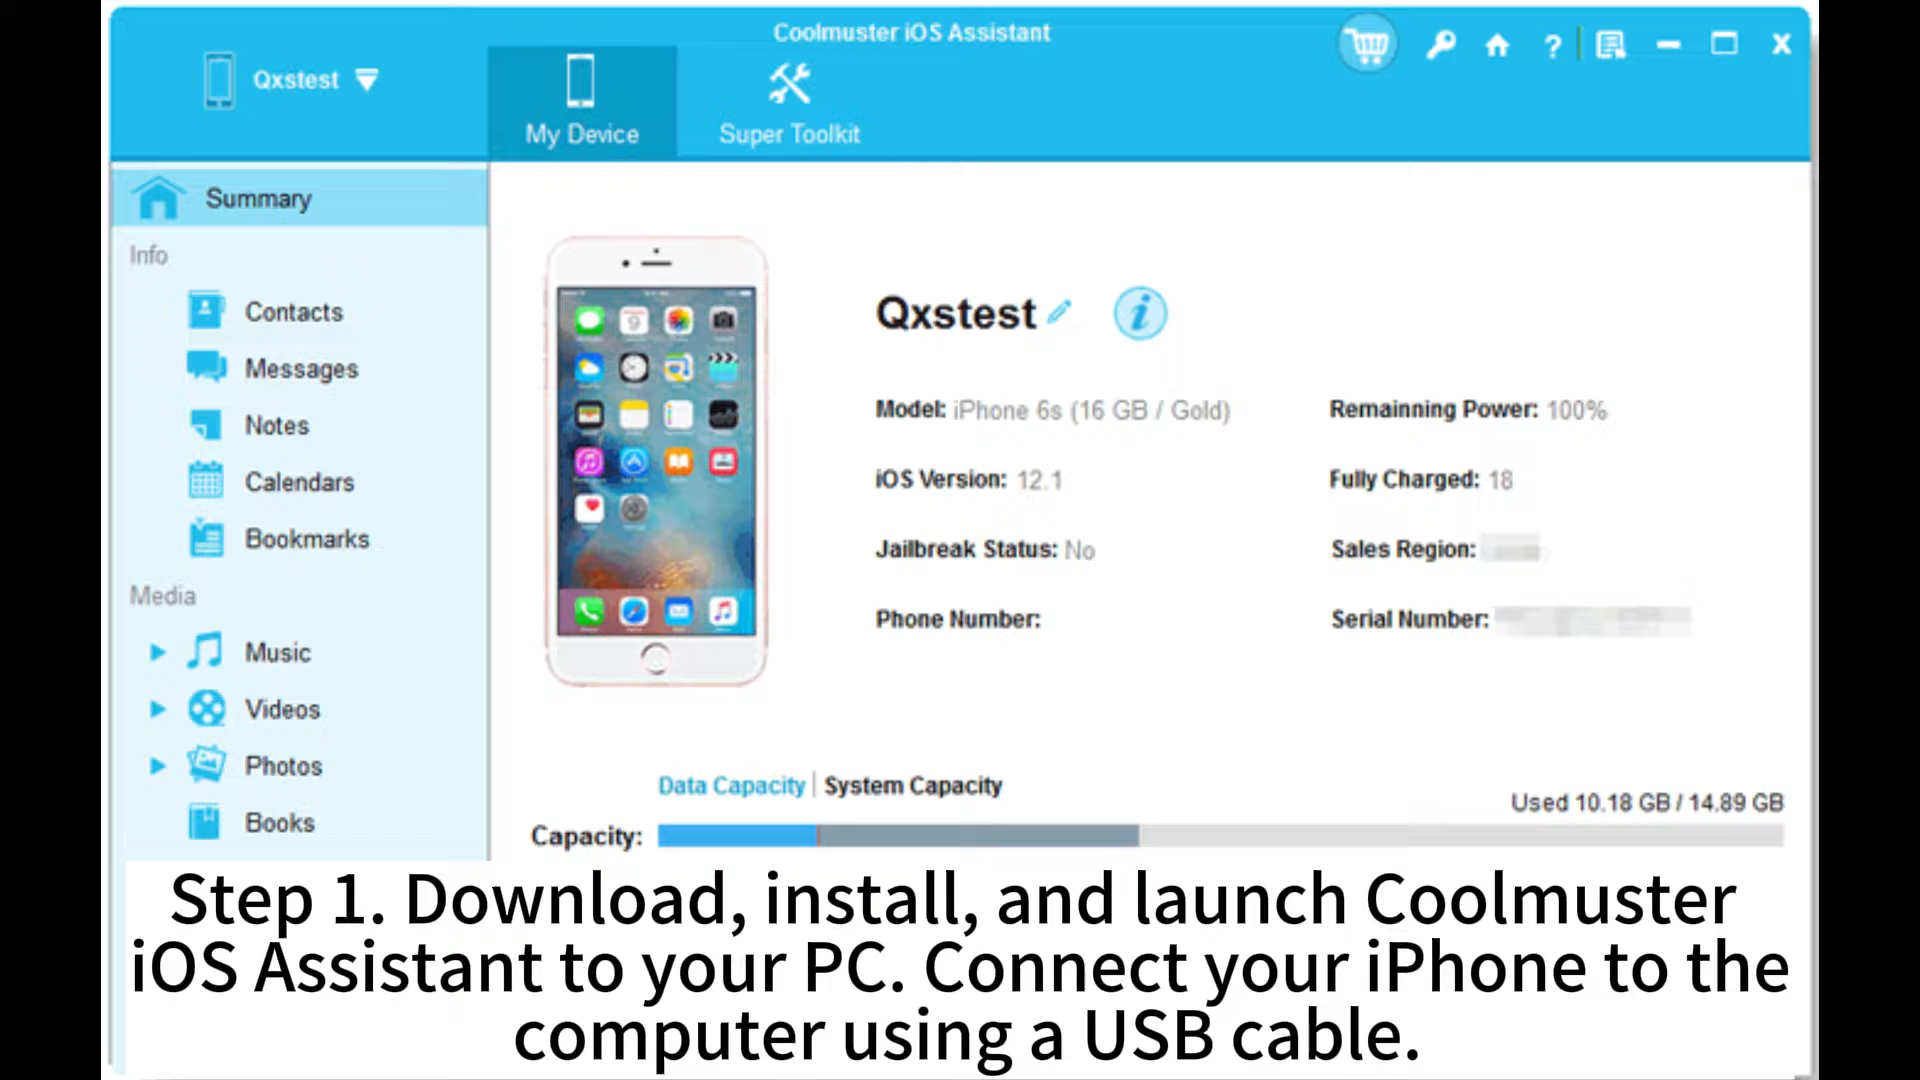 Coolmuster iOS Assistant
Qxstest
My Device
Super Toolkit
?
Summary
Info
Contacts
Messages
Notes
Calendars
Bookmarks
Media
Music
Videos
Photos
Books
Qxstest
i
Model: iPhone 6s (16 GB / Gold)
Remainning Power: 100%
iOS Version: 12.1
Fully Charged: 18
Jailbreak Status: No
Sales Region:
Phone Number:
Serial Number:
Data Capacity | System Capacity
Used 10.18 GB / 14.89 GB
Capacity:
Step 1. Download, install, and launch Coolmuster
iOS Assistant to your PC. Connect your iPhone to the
computer using a USB cable.